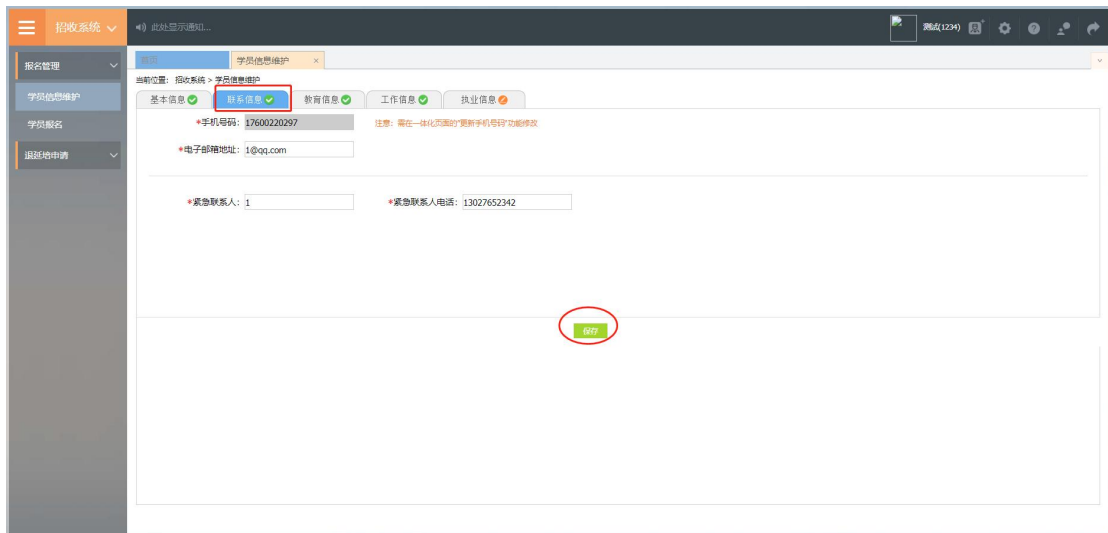 招收系统
此处显示通知...
测试(1234)
报名管理
学员信息维护
学员报名
退延培申请
首页
学员信息维护 ×
当前位置: 招收系统 > 学员信息维护
基本信息
联系信息
教育信息
工作信息
执业信息
*手机号码: 17600220297
注意: 需在一体化页面的"更新手机号码"功能修改
*电子邮箱地址: 1@qq.com
*紧急联系人: 1
*紧急联系人电话: 13027652342
保存